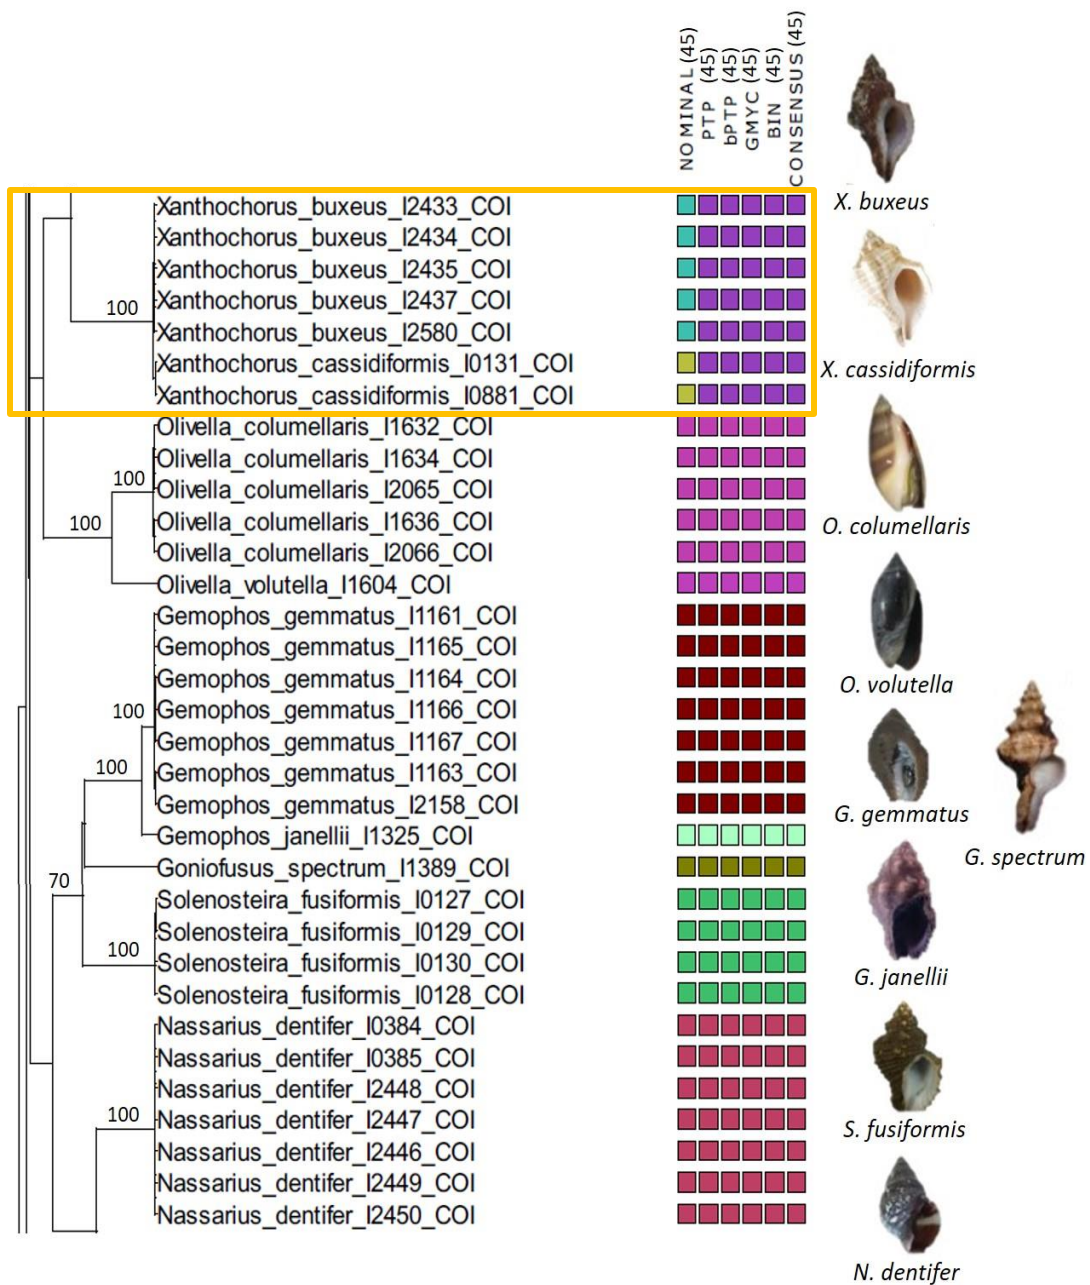 NOMINAL (45)
PTP (45)
bPTP (45)
GMYC (45)
BIN (45)
CONSENSUS (45)
Xanthochorus_buxeus_I2433_COI
Xanthochorus_buxeus_I2434_COI
Xanthochorus_buxeus_I2435_COI
Xanthochorus_buxeus_I2437_COI
100
Xanthochorus_buxeus_I2580_COI
Xanthochorus_cassidiformis_I0131_COI
Xanthochorus_cassidiformis_I0881_COI
Olivella_columellaris_I1632_COI
Olivella_columellaris_I1634_COI
100
Olivella_columellaris_I2065_COI
100
Olivella_columellaris_I1636_COI
Olivella_columellaris_I2066_COI
Olivella_volutella_I1604_COI
Gemophos_gemmatus_I1161_COI
Gemophos_gemmatus_I1165_COI
Gemophos_gemmatus_I1164_COI
100
Gemophos_gemmatus_I1166_COI
Gemophos_gemmatus_I1167_COI
100
Gemophos_gemmatus_I1163_COI
Gemophos_gemmatus_I2158_COI
Gemophos_janellii_I1325_COI
Goniofusus_spectrum_I1389_COI
70
Solenosteira_fusiformis_I0127_COI
Solenosteira_fusiformis_I0129_COI
100
Solenosteira_fusiformis_I0130_COI
Solenosteira_fusiformis_I0128_COI
Nassarius_dentifer_I0384_COI
Nassarius_dentifer_I0385_COI
Nassarius_dentifer_I2448_COI
100
Nassarius_dentifer_I2447_COI
Nassarius_dentifer_I2446_COI
Nassarius_dentifer_I2449_COI
Nassarius_dentifer_I2450_COI
X. buxeus
X. cassidiformis
O. columellaris
O. volutella
G. gemmatus
G. spectrum
G. janellii
S. fusiformis
N. dentifer